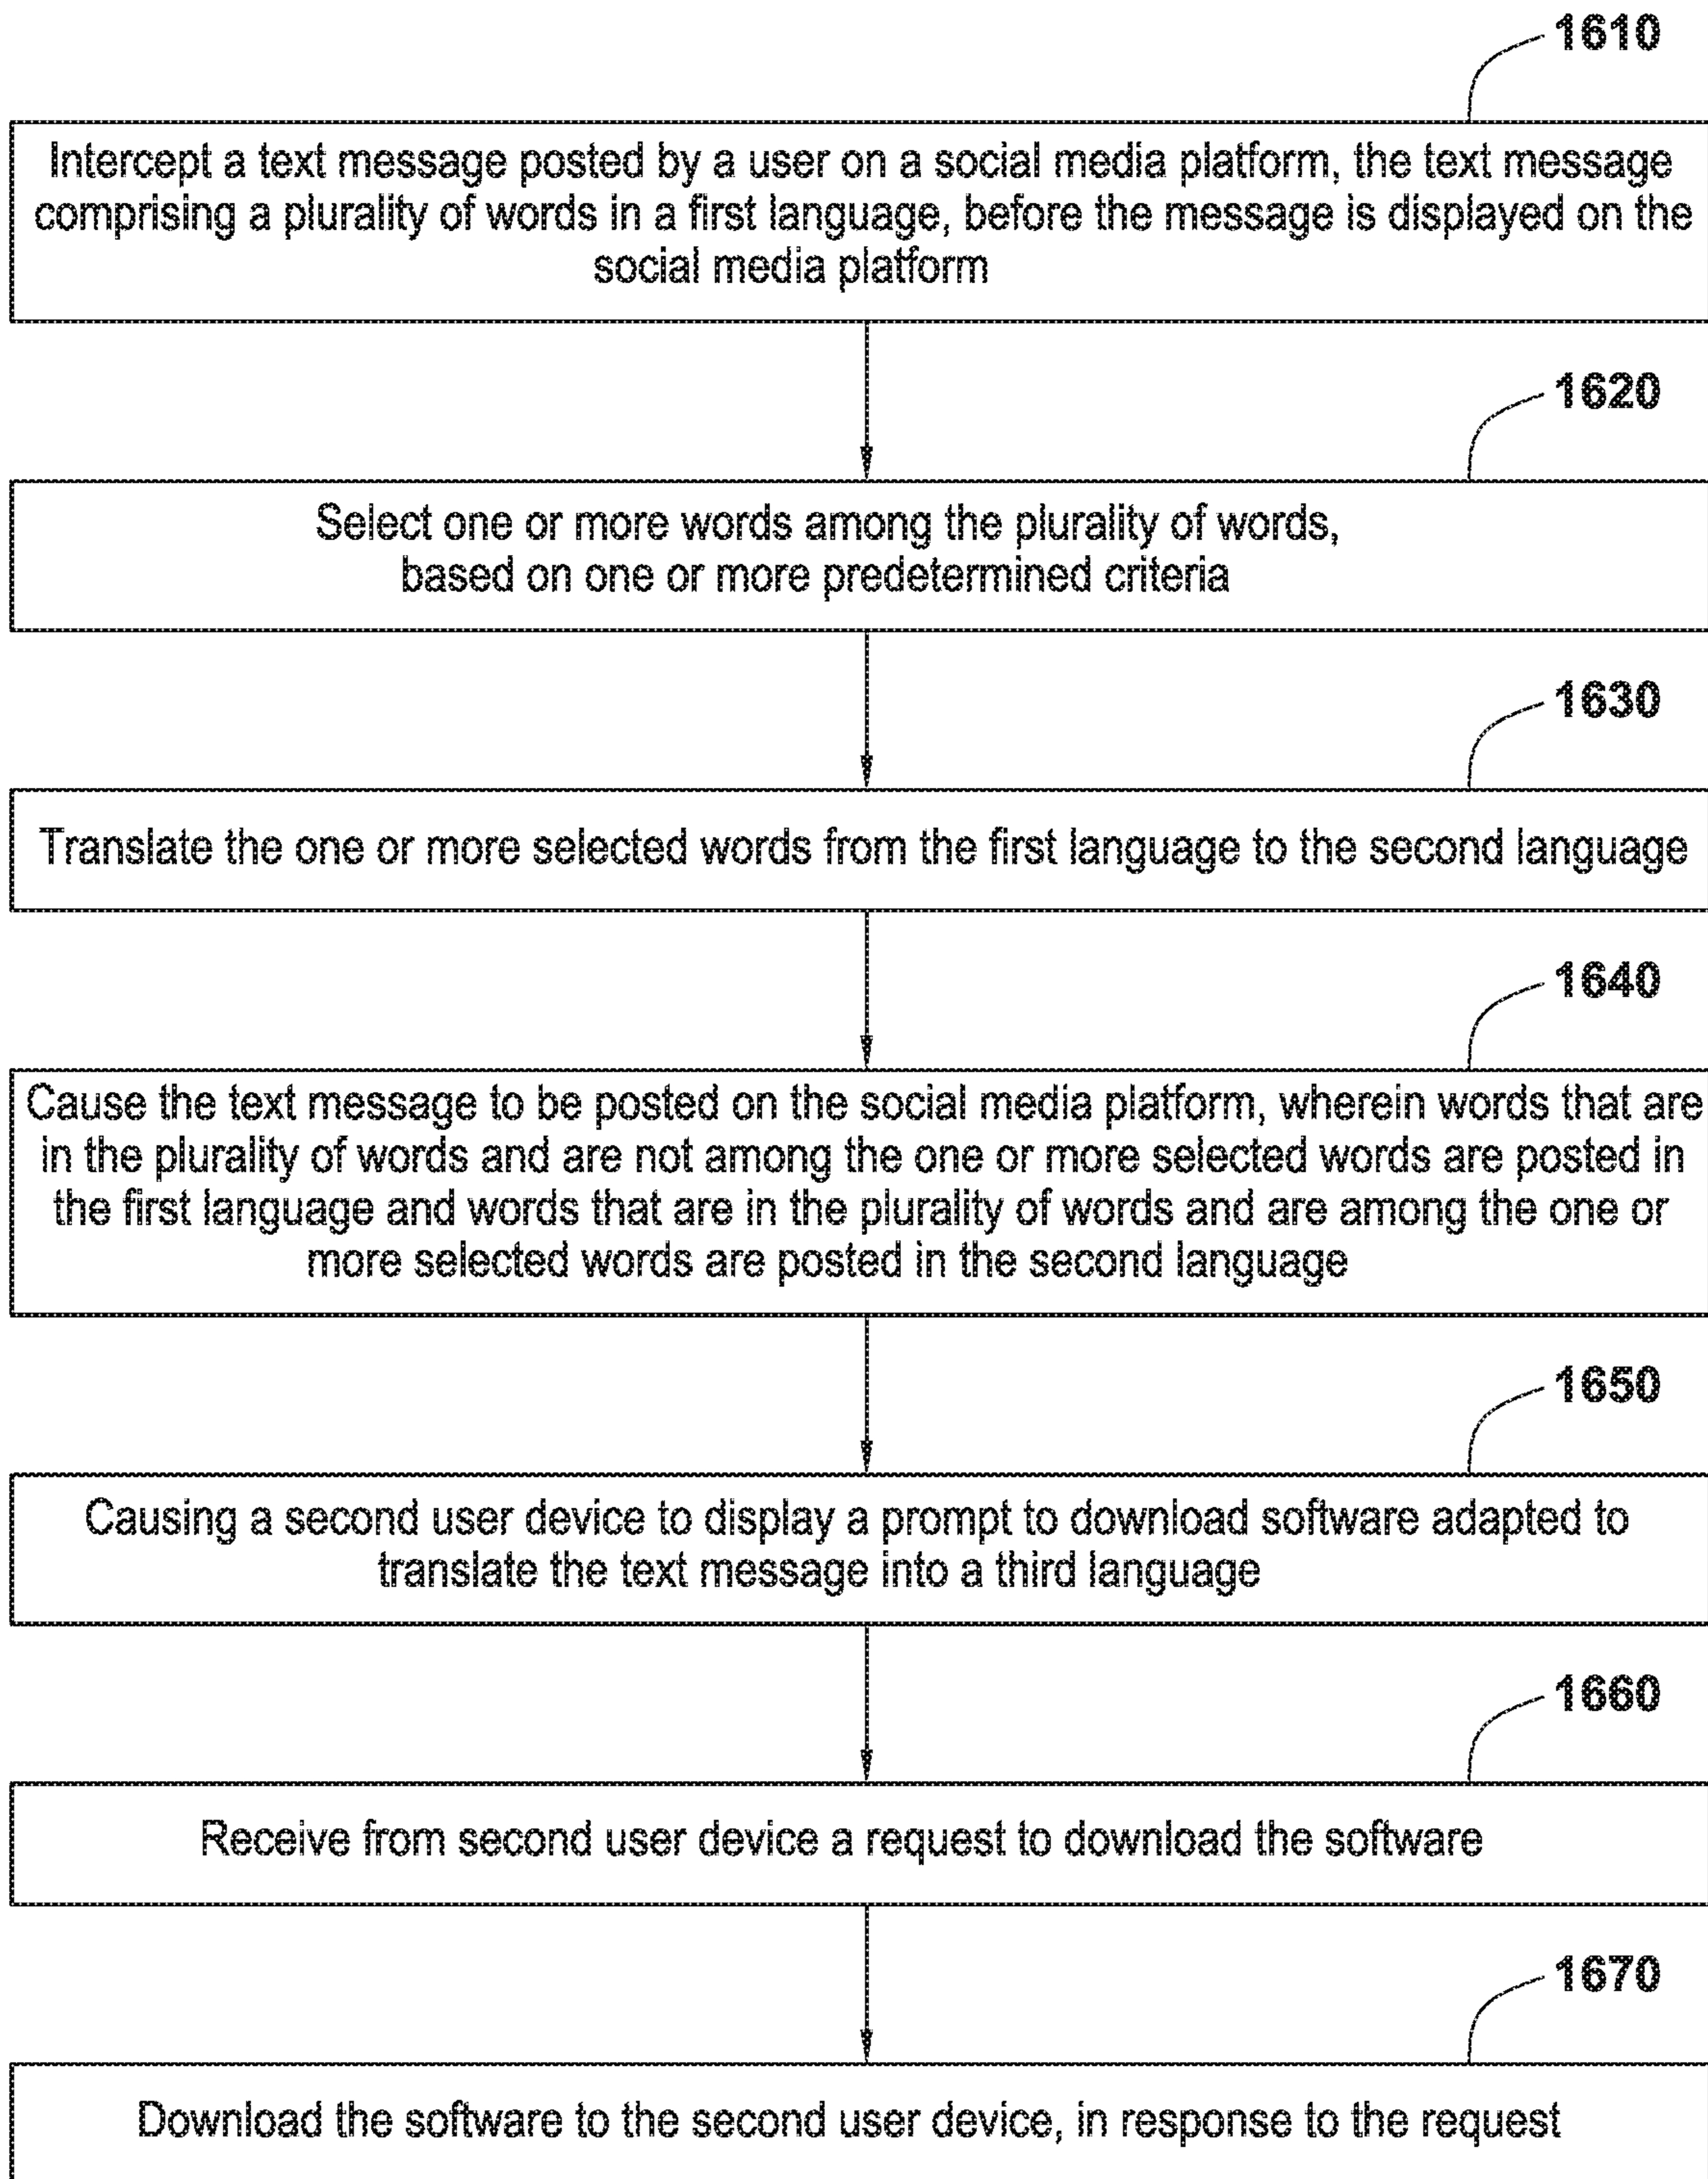 1610
Intercept a text message posted by a user on a social media platform, the text message
comprising a plurality of words in a first language, before the message is displayed on the
social media platform
1620
Select one or more words among the plurality of words,
based on one or more predetermined criteria
1630
Translate the one or more selected words from the first language to the second language
1640
Cause the text message to be posted on the social media platform, wherein words that are
in the plurality of words and are not among the one or more selected words are posted in
the first language and words that are in the plurality of words and are among the one or
more selected words are posted in the second language
1650
Causing a second user device to display a prompt to download software adapted to
translate the text message into a third language
1660
Receive from second user device a request to download the software
1670
Download the software to the second user device, in response to the request